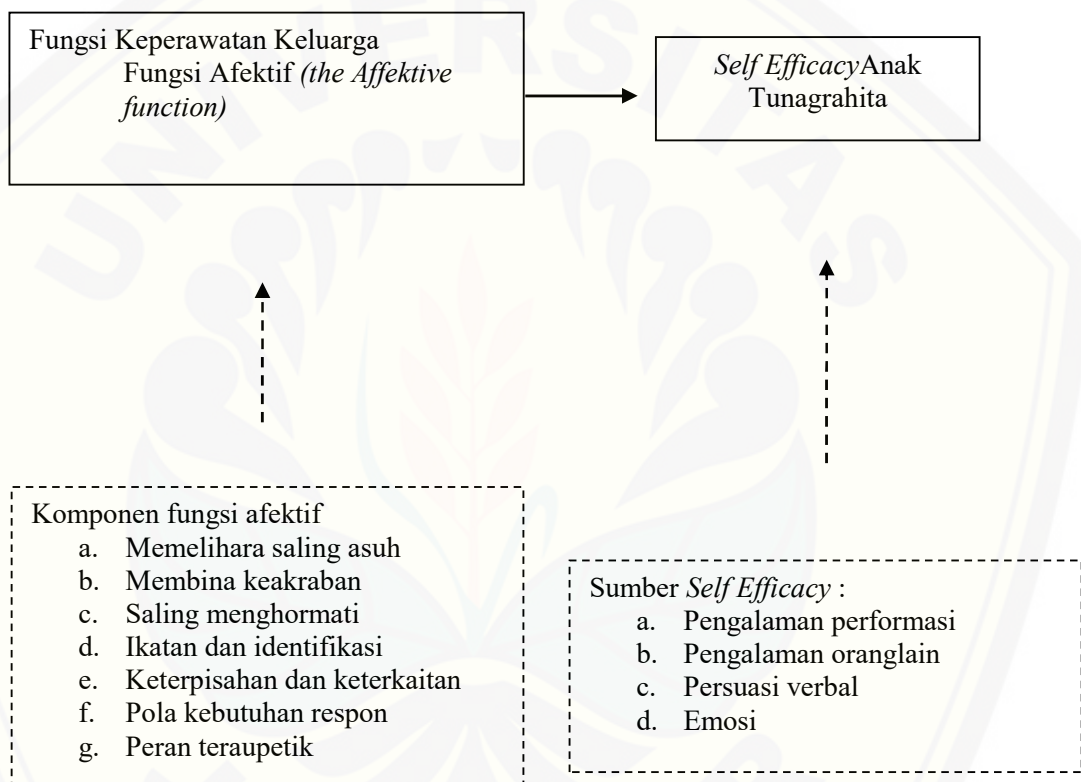 Fungsi Keperawatan Keluarga
Fungsi Afektif (the Affektive
function)
Self EfficacyAnak
Tunagrahita
UNIVERSITAS
Komponen fungsi afektif
a. Memelihara saling asuh
b. Membina keakraban
c. Saling menghormati
d. Ikatan dan identifikasi
e. Keterpisahan dan keterkaitan
f. Pola kebutuhan respon
g. Peran teraupetik
Sumber Self Efficacy :
a. Pengalaman performasi
b. Pengalaman oranglain
c. Persuasi verbal
d. Emosi